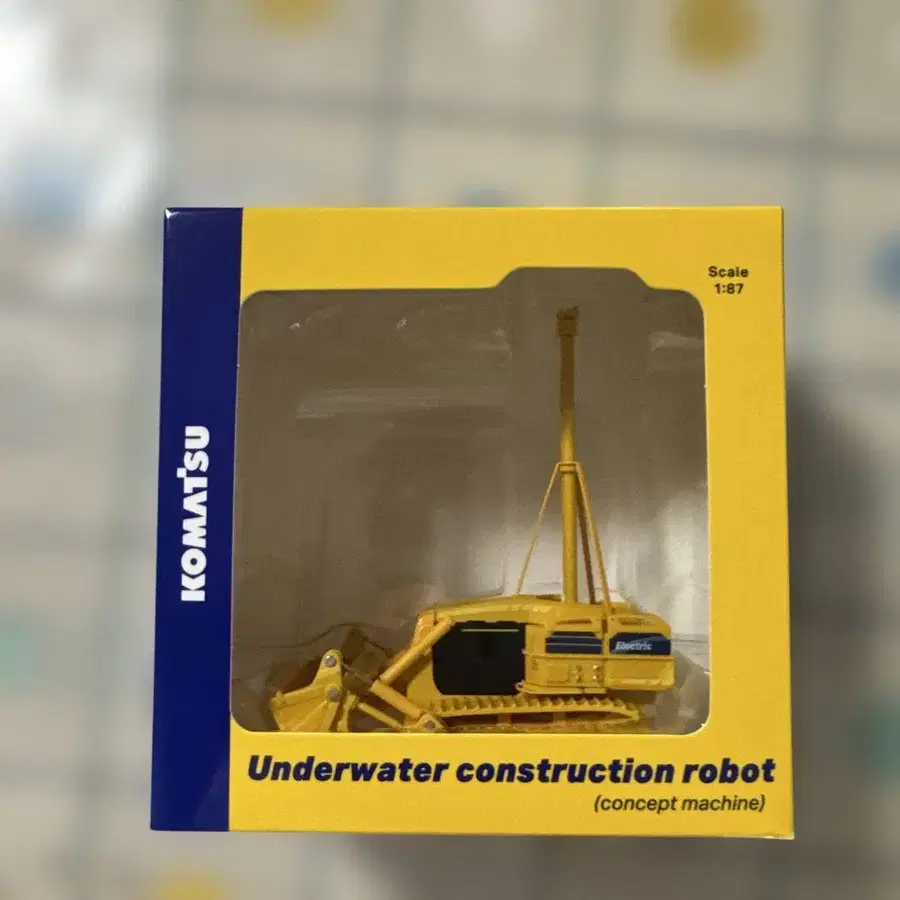 Scale
1:87
KOMATSU
Electric
Underwater construction robot
(concept machine)